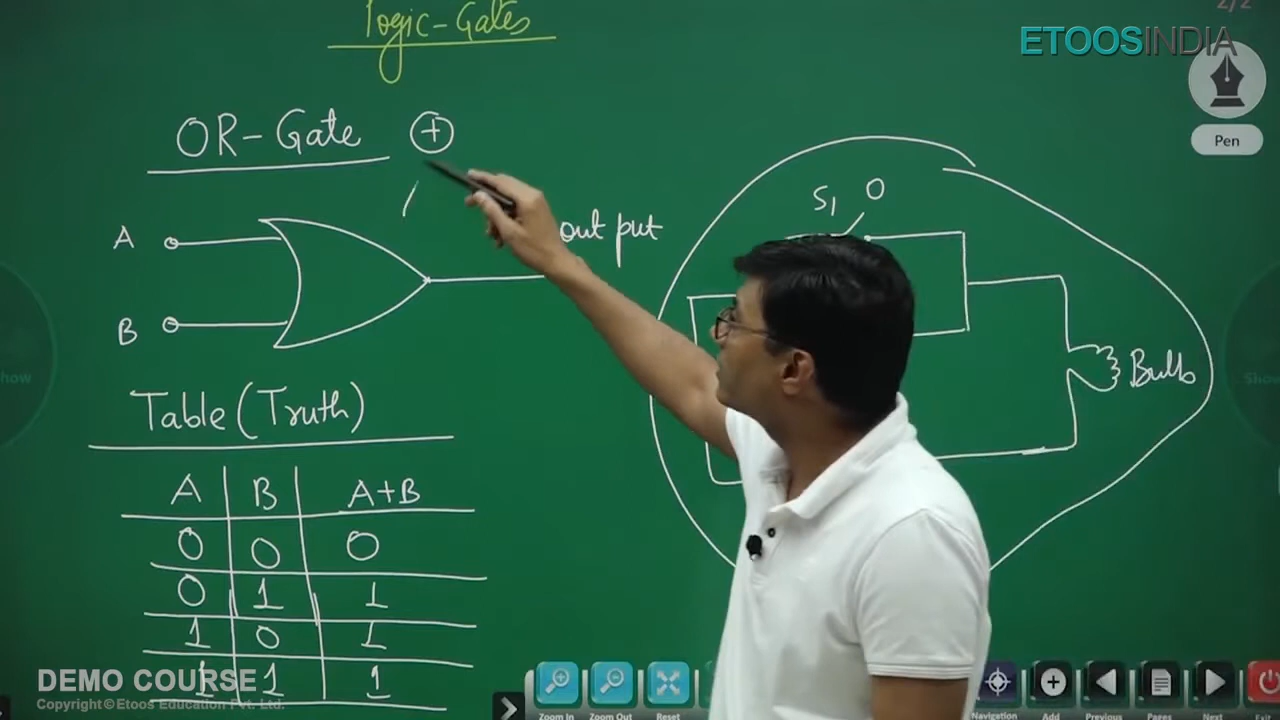 2/2
Logic-Gates
ETOOSINDIA
Pen
OR-Gate +
S1 O
A
out put
B
Bulb
Table (Truth)
A B A+B
0 0 0
0 1 1
1 0 1
1 1 1
DEMO COURSE
Copyright © Etoos Education Pvt. Ltd.
Zoom In Zoom Out Reset Navigation Add Previous Pages Next